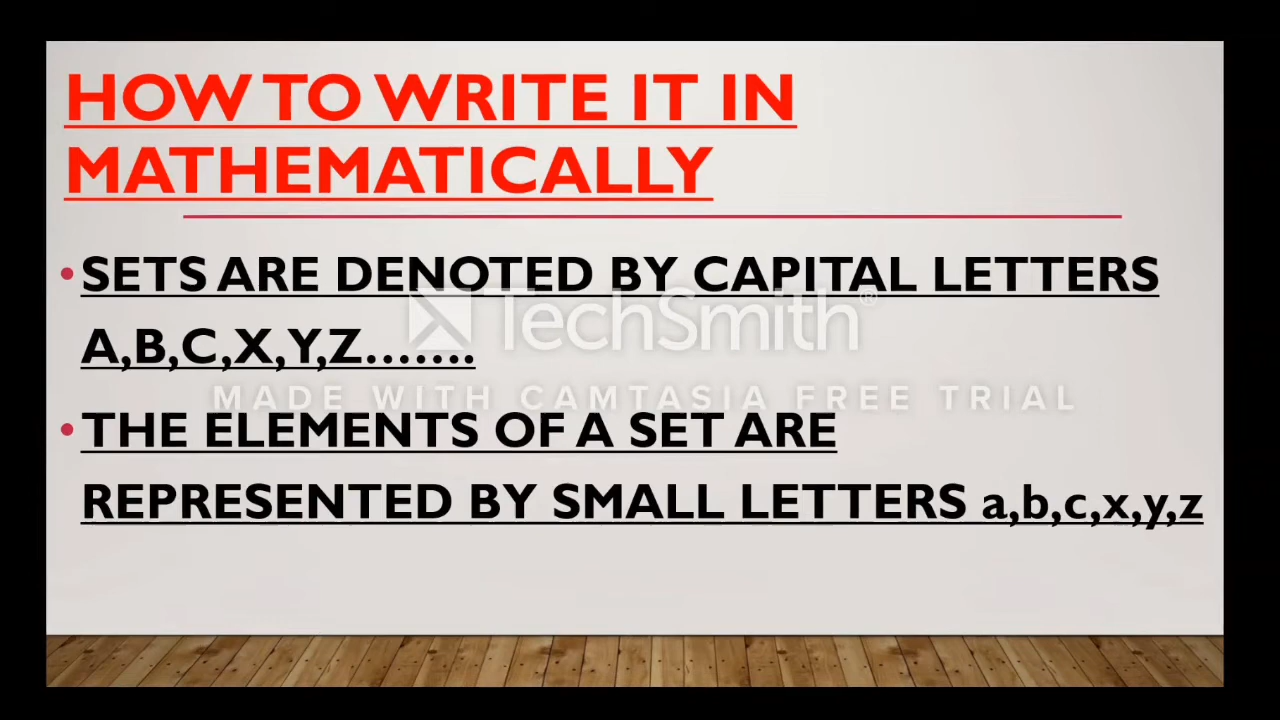 HOW TO WRITE IT IN
MATHEMATICALLY
•SETS ARE DENOTED BY CAPITAL LETTERS
TechSmith®
A,B,C,X,Y,Z.......
MADE WITH CAMTASIA FREE TRIAL
•THE ELEMENTS OF A SET ARE
REPRESENTED BY SMALL LETTERS a,b,c,x,y,z